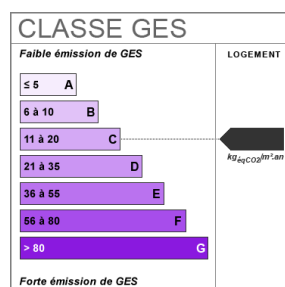 CLASSE GES
Faible émission de GES
LOGEMENT
≤ 5 A
6 à 10 B
11 à 20 C
21 à 35 D
kgéqCO2/m².an
36 à 55 E
56 à 80 F
> 80 G
Forte émission de GES